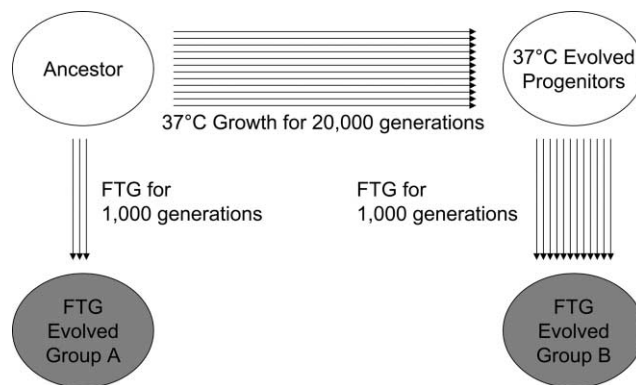 Ancestor
37°C Evolved
Progenitors
37°C Growth for 20,000 generations
FTG for
1,000 generations
FTG for
1,000 generations
FTG
Evolved
Group A
FTG
Evolved
Group B